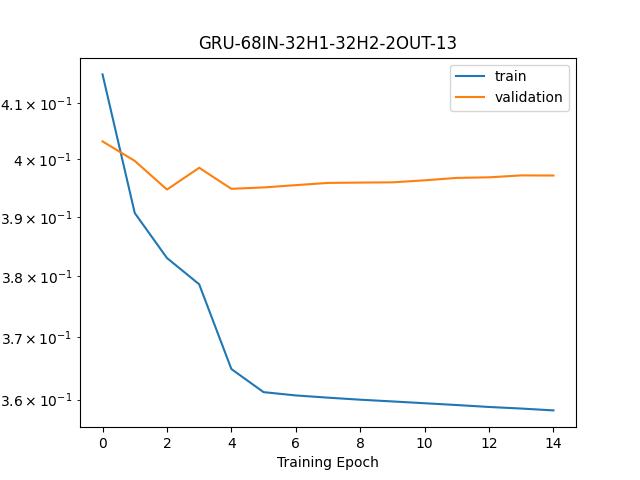 GRU-68IN-32H1-32H2-2OUT-13
train
validation
4.1 × 10⁻¹
4 × 10⁻¹
3.9 × 10⁻¹
3.8 × 10⁻¹
3.7 × 10⁻¹
3.6 × 10⁻¹
0 2 4 6 8 10 12 14
Training Epoch